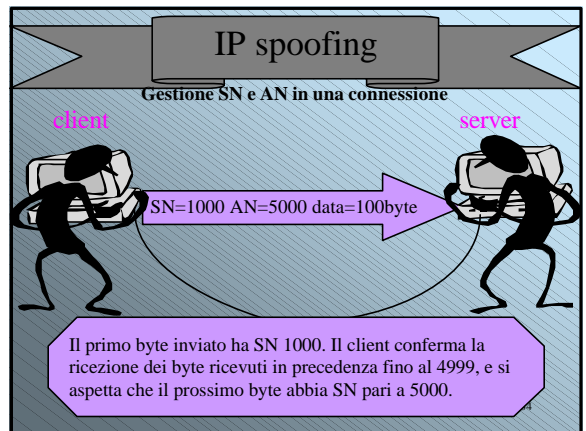 IP spoofing
Gestione SN e AN in una connessione
client
server
SN=1000 AN=5000 data=100byte
Il primo byte inviato ha SN 1000. Il client conferma la
ricezione dei byte ricevuti in precedenza fino al 4999, e si
aspetta che il prossimo byte abbia SN pari a 5000.